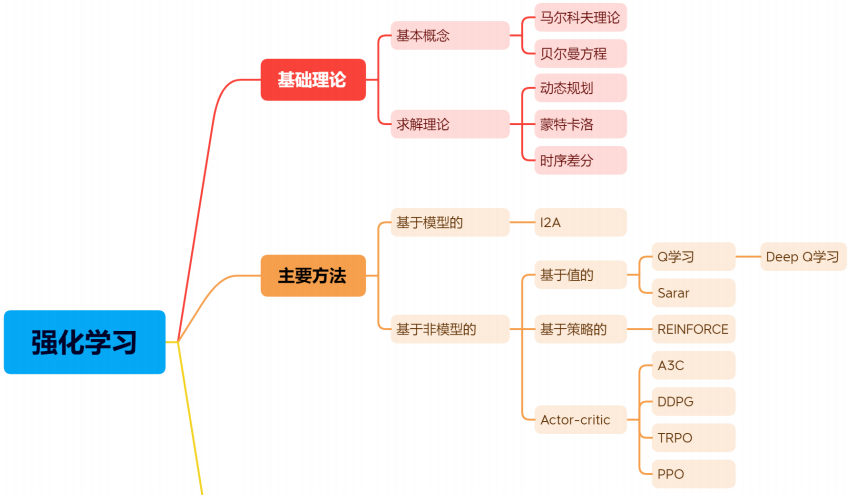 强化学习
基础理论
基本概念
马尔科夫理论
贝尔曼方程
求解理论
动态规划
蒙特卡洛
时序差分
主要方法
基于模型的
I2A
基于非模型的
基于值的
Q学习
Deep Q学习
Sarar
基于策略的
REINFORCE
Actor-critic
A3C
DDPG
TRPO
PPO